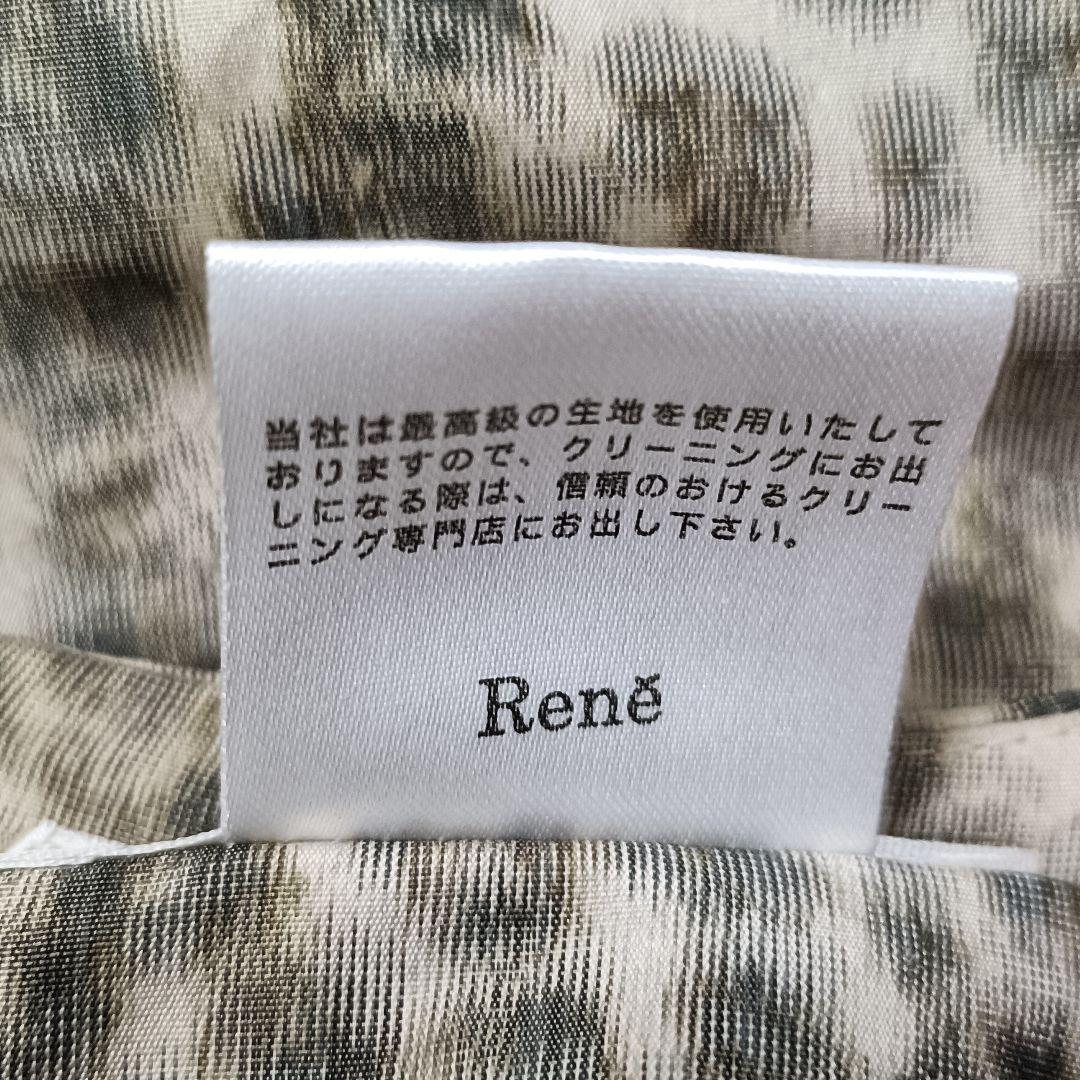 当社は最高級の生地を使用いたして
おりますので、クリーニングにお出
しになる際は、信頼のおけるクリー
ニング専門店にお出し下さい。
Reně